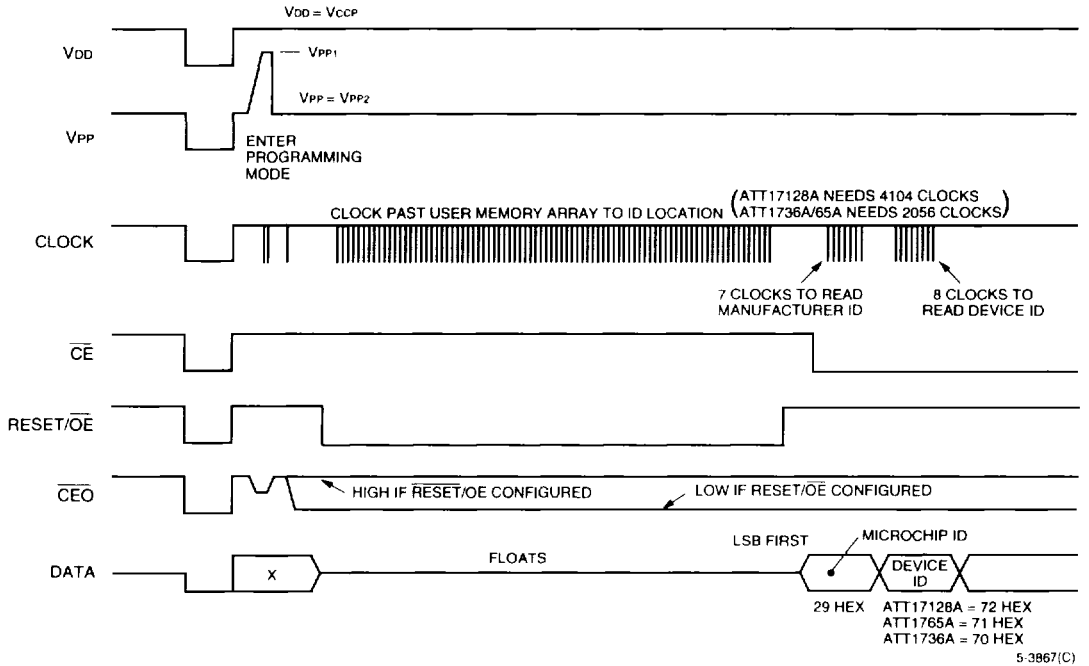 VDD = VCCP
VDD
VPP1
VPP = VPP2
VPP
ENTER
PROGRAMMING
MODE
CLOCK PAST USER MEMORY ARRAY TO ID LOCATION (ATT17128A NEEDS 4104 CLOCKS
ATT1736A/65A NEEDS 2056 CLOCKS)
CLOCK
7 CLOCKS TO READ
MANUFACTURER ID
8 CLOCKS TO
READ DEVICE ID
CE
RESET/OE
CEO
HIGH IF RESET/OE CONFIGURED
LOW IF RESET/OE CONFIGURED
LSB FIRST
MICROCHIP ID
DATA
X
FLOATS
DEVICE
ID
29 HEX
ATT17128A = 72 HEX
ATT1765A = 71 HEX
ATT1736A = 70 HEX
5-3867(C)